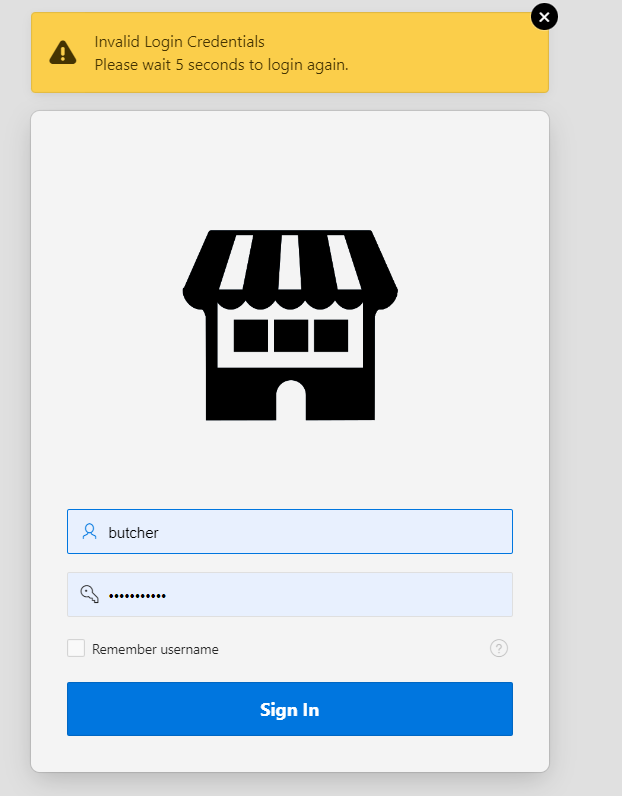 Invalid Login Credentials
Please wait 5 seconds to login again.
butcher
•••••••••••
Remember username
?
Sign In